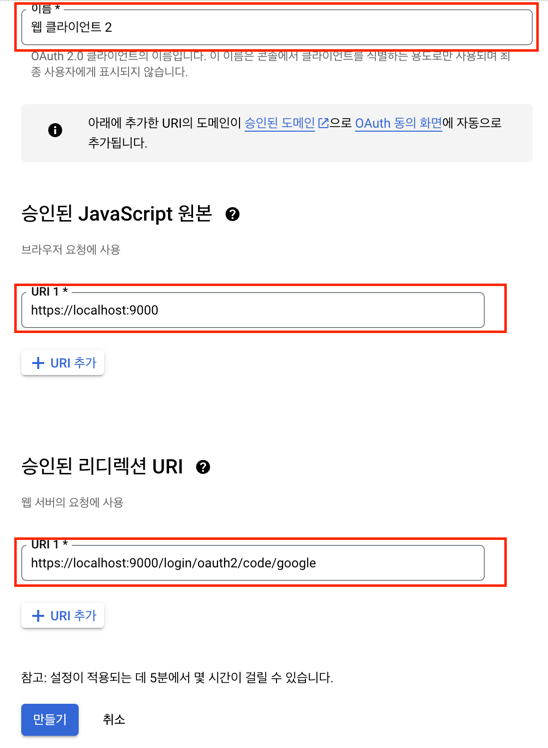 이름 *
웹 클라이언트 2
OAuth 2.0 클라이언트의 이름입니다. 이 이름은 콘솔에서 클라이언트를 식별하는 용도로만 사용되며 최
종 사용자에게 표시되지 않습니다.
아래에 추가한 URI의 도메인이 승인된 도메인으로 OAuth 동의 화면에 자동으로
추가됩니다.
승인된 JavaScript 원본
브라우저 요청에 사용
URI 1 *
https://localhost:9000
+ URI 추가
승인된 리디렉션 URI
웹 서버의 요청에 사용
URI 1 *
https://localhost:9000/login/oauth2/code/google
+ URI 추가
참고: 설정이 적용되는 데 5분에서 몇 시간이 걸릴 수 있습니다.
만들기 취소